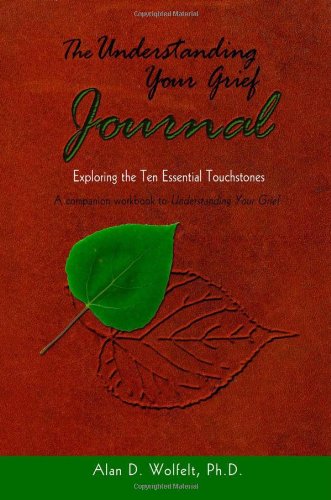 The Understanding
Your Grief
Journal
Exploring the Ten Essential Touchstones
A companion workbook to Understanding Your Grief
Alan D. Wolfelt, Ph.D.